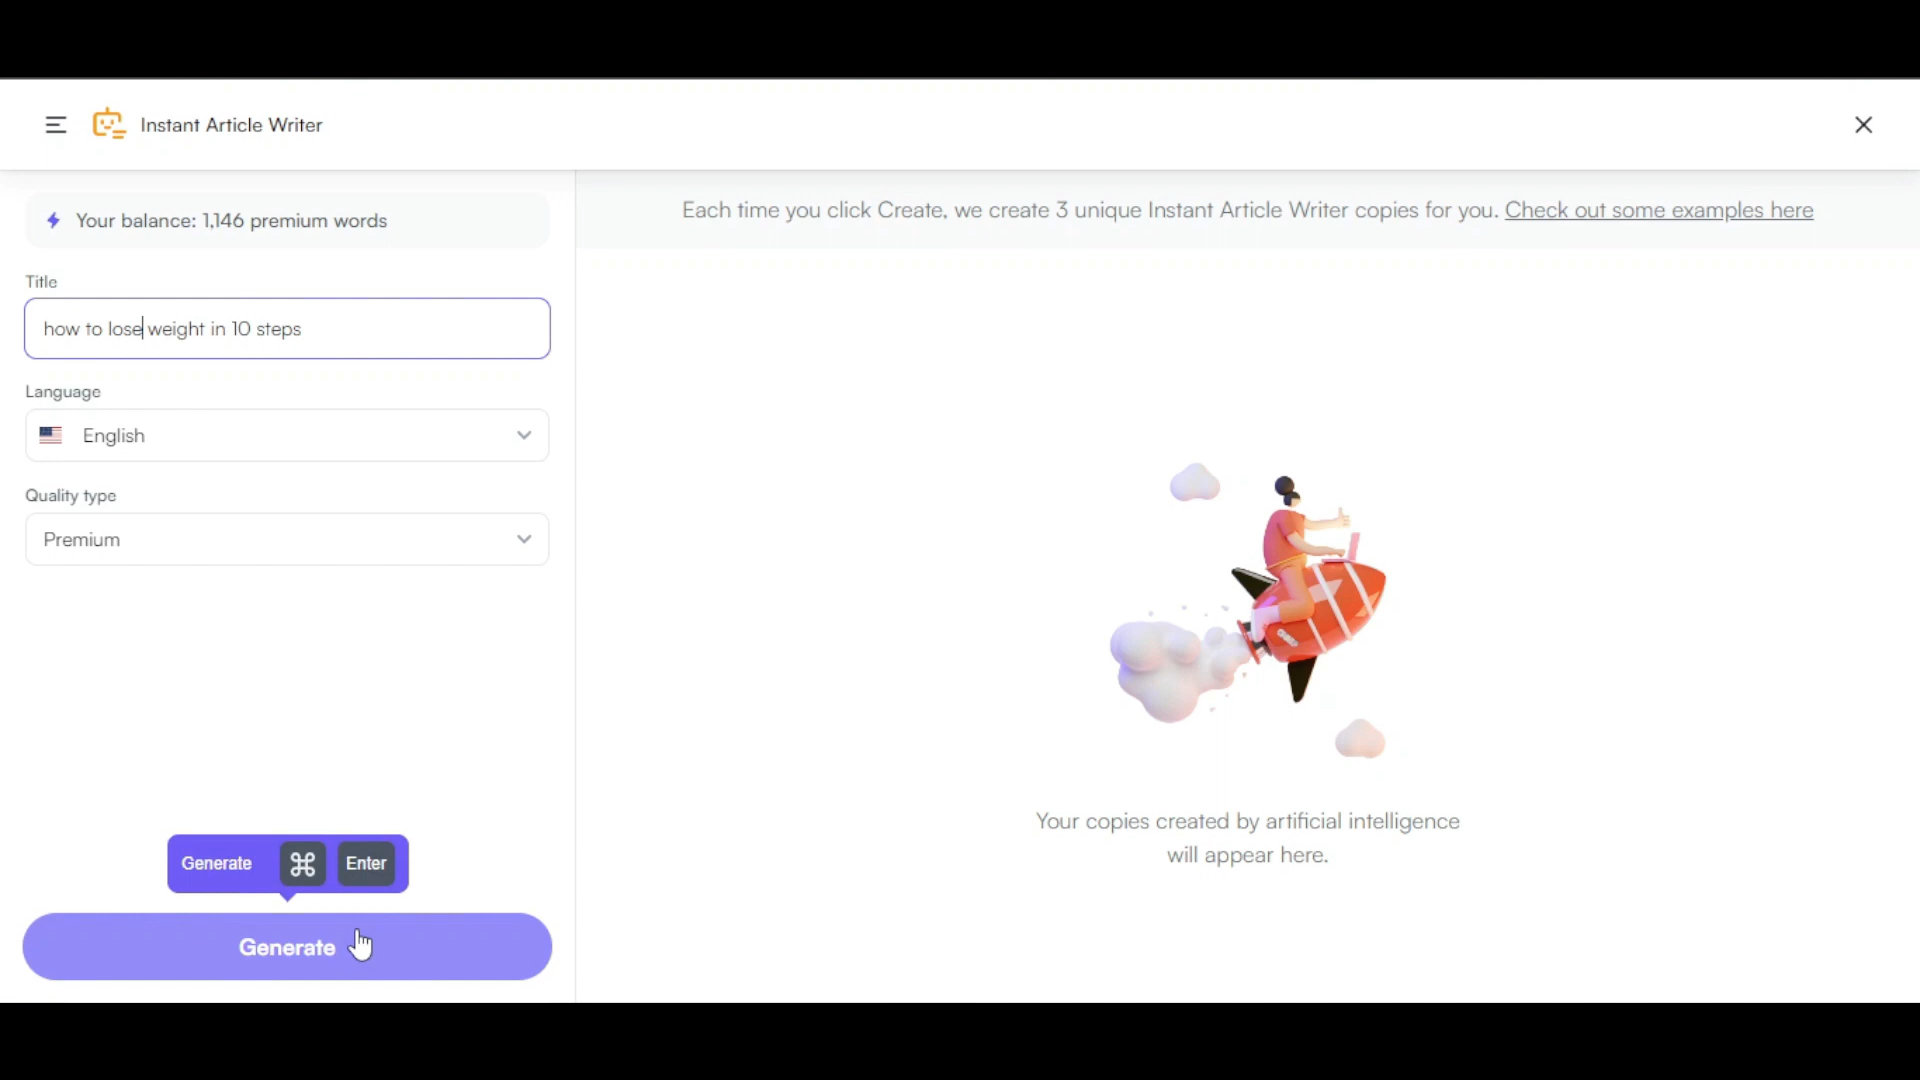 Instant Article Writer
Your balance: 1,146 premium words
Each time you click Create, we create 3 unique Instant Article Writer copies for you. Check out some examples here
Title
how to lose weight in 10 steps
Language
English
Quality type
Premium
Your copies created by artificial intelligence
will appear here.
Generate ⌘ Enter
Generate